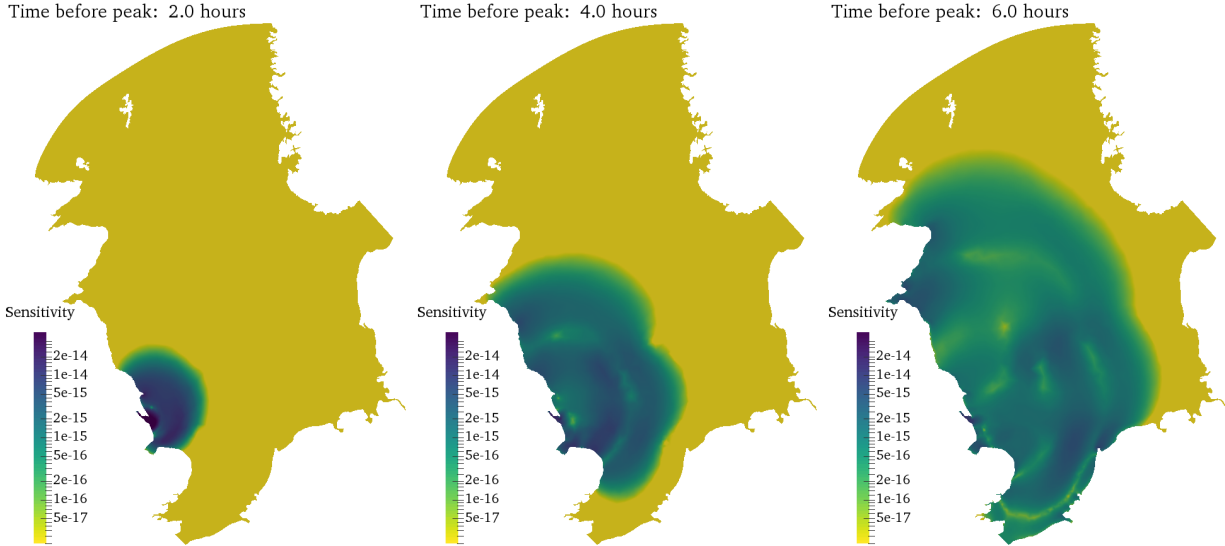 Time before peak: 2.0 hours
Time before peak: 4.0 hours
Time before peak: 6.0 hours
Sensitivity
2e-14
1e-14
5e-15
2e-15
1e-15
5e-16
2e-16
1e-16
5e-17
Sensitivity
2e-14
1e-14
5e-15
2e-15
1e-15
5e-16
2e-16
1e-16
5e-17
Sensitivity
2e-14
1e-14
5e-15
2e-15
1e-15
5e-16
2e-16
1e-16
5e-17